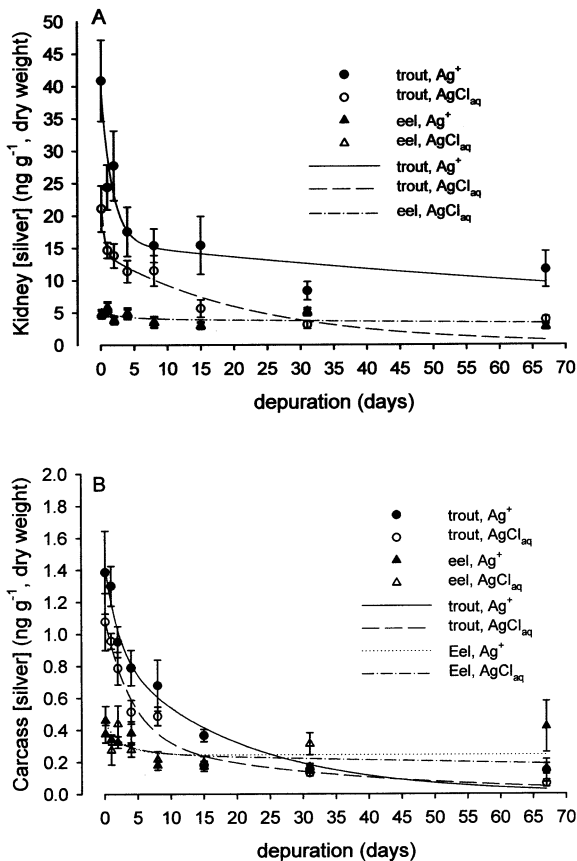 A
50
45
40
35
30
25
20
15
10
5
0
Kidney [silver] (ng g⁻¹, dry weight)
trout, Ag⁺
trout, AgClaq
eel, Ag⁺
eel, AgClaq
trout, Ag⁺
trout, AgClaq
eel, AgClaq
0 5 10 15 20 25 30 35 40 45 50 55 60 65 70
depuration (days)
B
2.0
1.8
1.6
1.4
1.2
1.0
0.8
0.6
0.4
0.2
0.0
Carcass [silver] (ng g⁻¹, dry weight)
trout, Ag⁺
trout, AgClaq
eel, Ag⁺
eel, AgClaq
trout, Ag⁺
trout, AgClaq
Eel, Ag⁺
Eel, AgClaq
0 5 10 15 20 25 30 35 40 45 50 55 60 65 70
depuration (days)